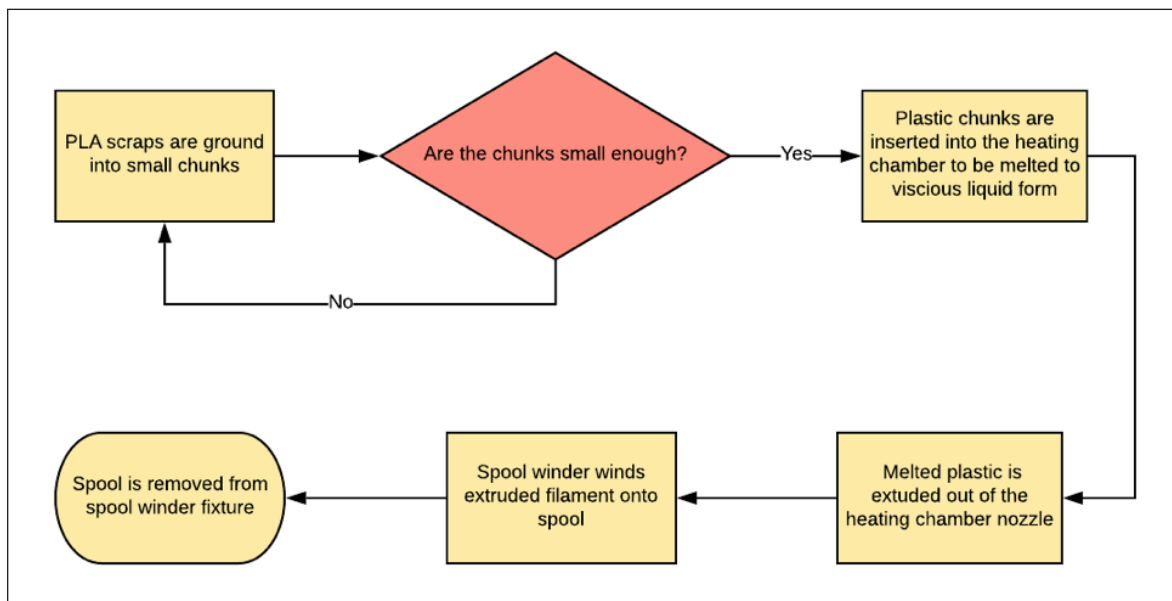 PLA scraps are ground
into small chunks
Are the chunks small enough?
Yes
Plastic chunks are
inserted into the heating
chamber to be melted to
viscious liquid form
No
Melted plastic is
extuded out of the
heating chamber nozzle
Spool winder winds
extruded filament onto
spool
Spool is removed from
spool winder fixture